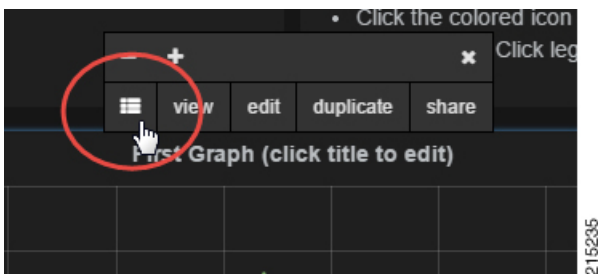 • Click the colored icon
Click leg
− + ×
view edit duplicate share
First Graph (click title to edit)
215235